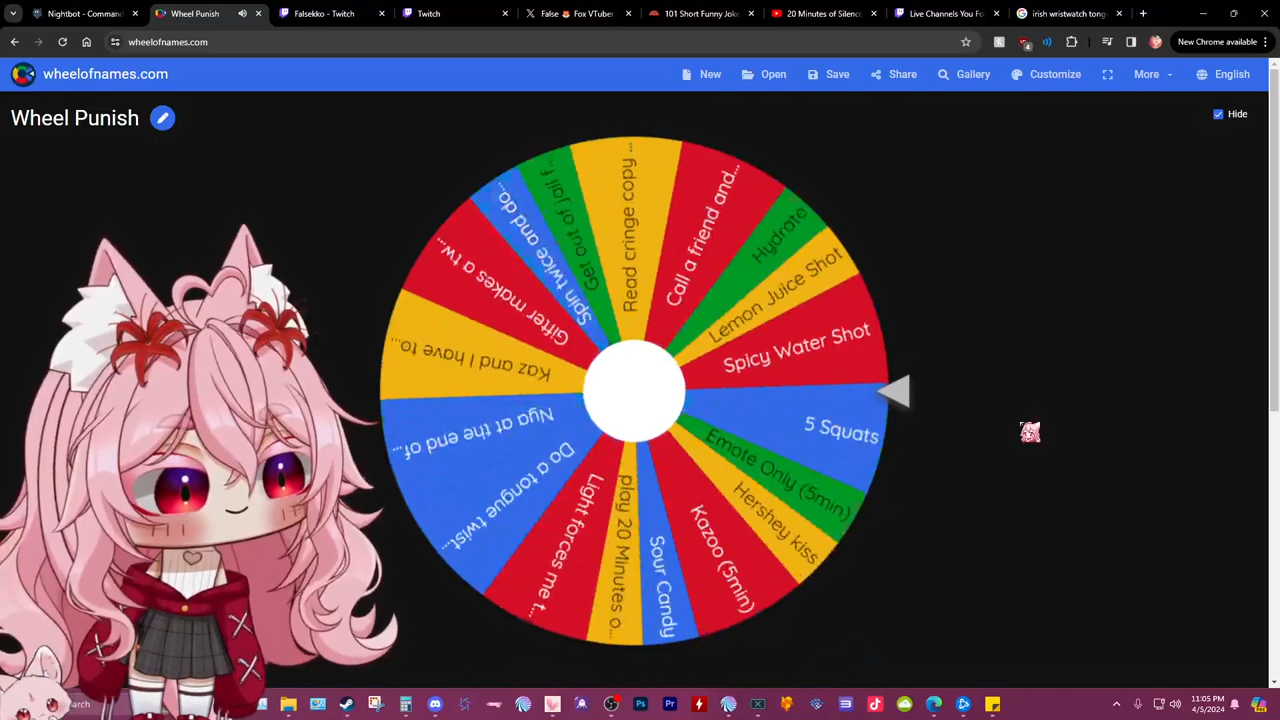 Nightbot - Command
Wheel Punish
Falsekko - Twitch
Twitch
False 🦊 Fox VTuber
101 Short Funny Joke
20 Minutes of Silence
Live Channels You Fo
irish wristwatch tong
wheelofnames.com
New Chrome available
wheelofnames.com
New
Open
Save
Share
Gallery
Customize
More
English
Wheel Punish
Hide
Read cringe copy ...
Call a friend and...
Hydrate
Lemon Juice Shot
Spicy Water Shot
5 Squats
Emote Only (5min)
Hershey kiss
Kazoo (5min)
Sour Candy
play 20 Minutes o...
Light forces me t...
Do a tongue twist...
Nya at the end of...
Kaz and I have to...
Gifter makes a tw...
Spin twice and do...
Get out of jail f...
arch
11:05 PM
4/5/2024